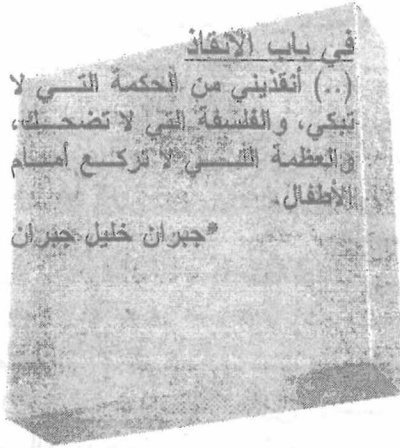 في باب الانقاذ
(..) أنقذيني من الحكمة التي لا
تبكي، والفلسفة التي لا تضحك،
والعظمة التي لا تركع أمام
الأطفال.
*جبران خليل جبران